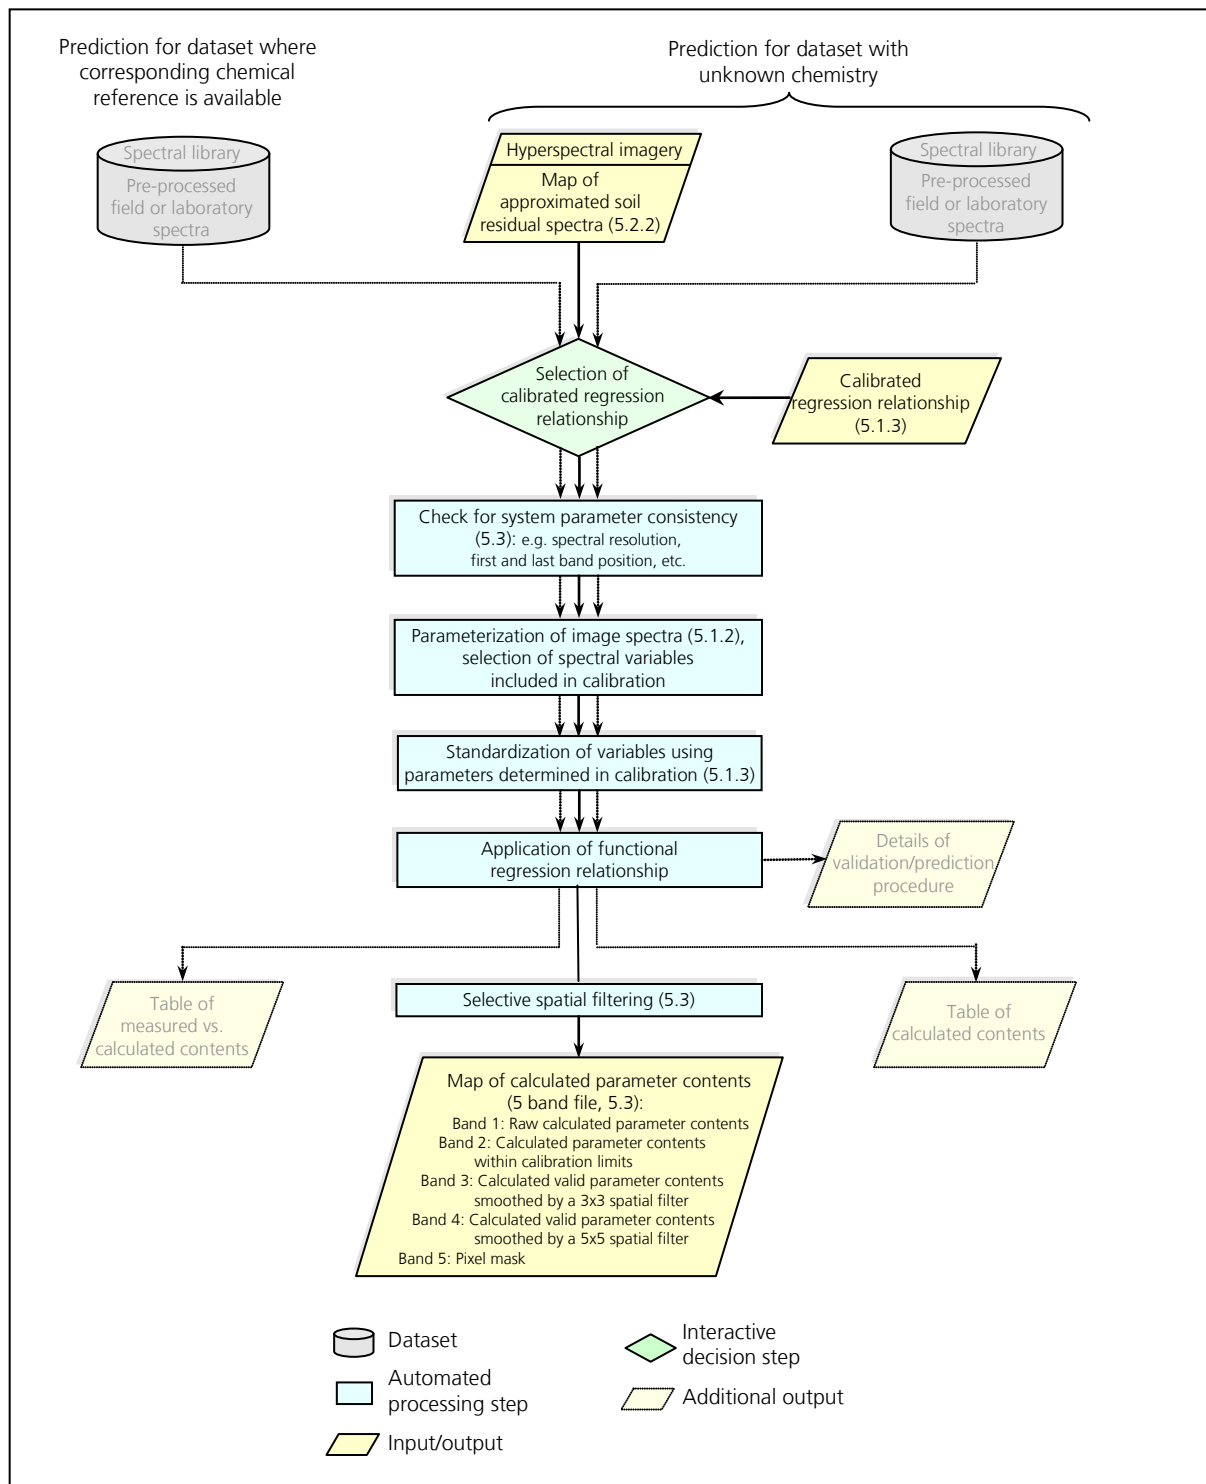 Prediction for dataset where
corresponding chemical
reference is available
Prediction for dataset with
unknown chemistry
Spectral library
Pre-processed
field or laboratory
spectra
Hyperspectral imagery
Map of
approximated soil
residual spectra (5.2.2)
Spectral library
Pre-processed
field or laboratory
spectra
Selection of
calibrated regression
relationship
Calibrated
regression relationship
(5.1.3)
Check for system parameter consistency
(5.3): e.g. spectral resolution,
first and last band position, etc.
Parameterization of image spectra (5.1.2),
selection of spectral variables
included in calibration
Standardization of variables using
parameters determined in calibration (5.1.3)
Application of functional
regression relationship
Details of
validation/prediction
procedure
Table of
measured vs.
calculated contents
Selective spatial filtering (5.3)
Table of
calculated contents
Map of calculated parameter contents
(5 band file, 5.3):
Band 1: Raw calculated parameter contents
Band 2: Calculated parameter contents
within calibration limits
Band 3: Calculated valid parameter contents
smoothed by a 3x3 spatial filter
Band 4: Calculated valid parameter contents
smoothed by a 5x5 spatial filter
Band 5: Pixel mask
Dataset
Interactive
decision step
Automated
processing step
Additional output
Input/output